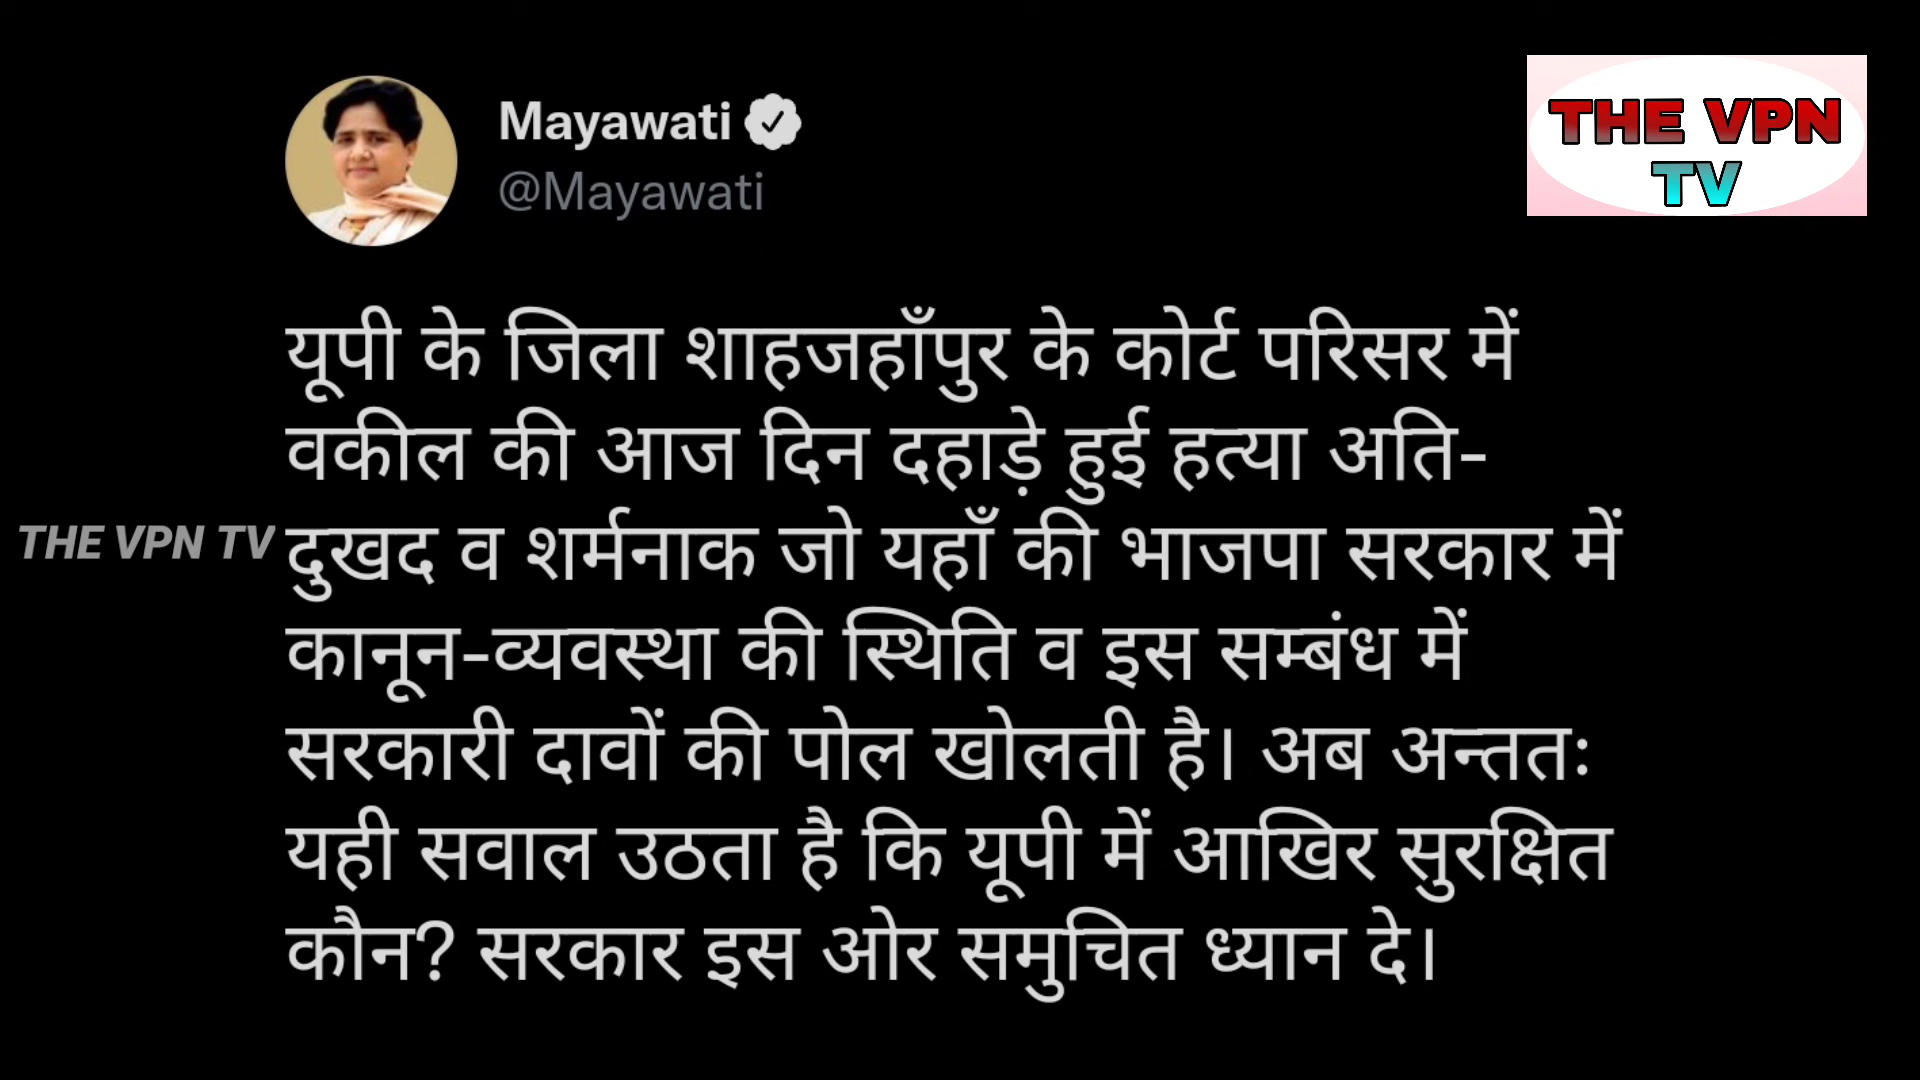 Mayawati
@Mayawati
THE VPN
TV
यूपी के जिला शाहजहाँपुर के कोर्ट परिसर में
वकील की आज दिन दहाड़े हुई हत्या अति-
THE VPN TV
दुखद व शर्मनाक जो यहाँ की भाजपा सरकार में
कानून-व्यवस्था की स्थिति व इस सम्बंध में
सरकारी दावों की पोल खोलती है। अब अन्ततः
यही सवाल उठता है कि यूपी में आखिर सुरक्षित
कौन? सरकार इस ओर समुचित ध्यान दे।